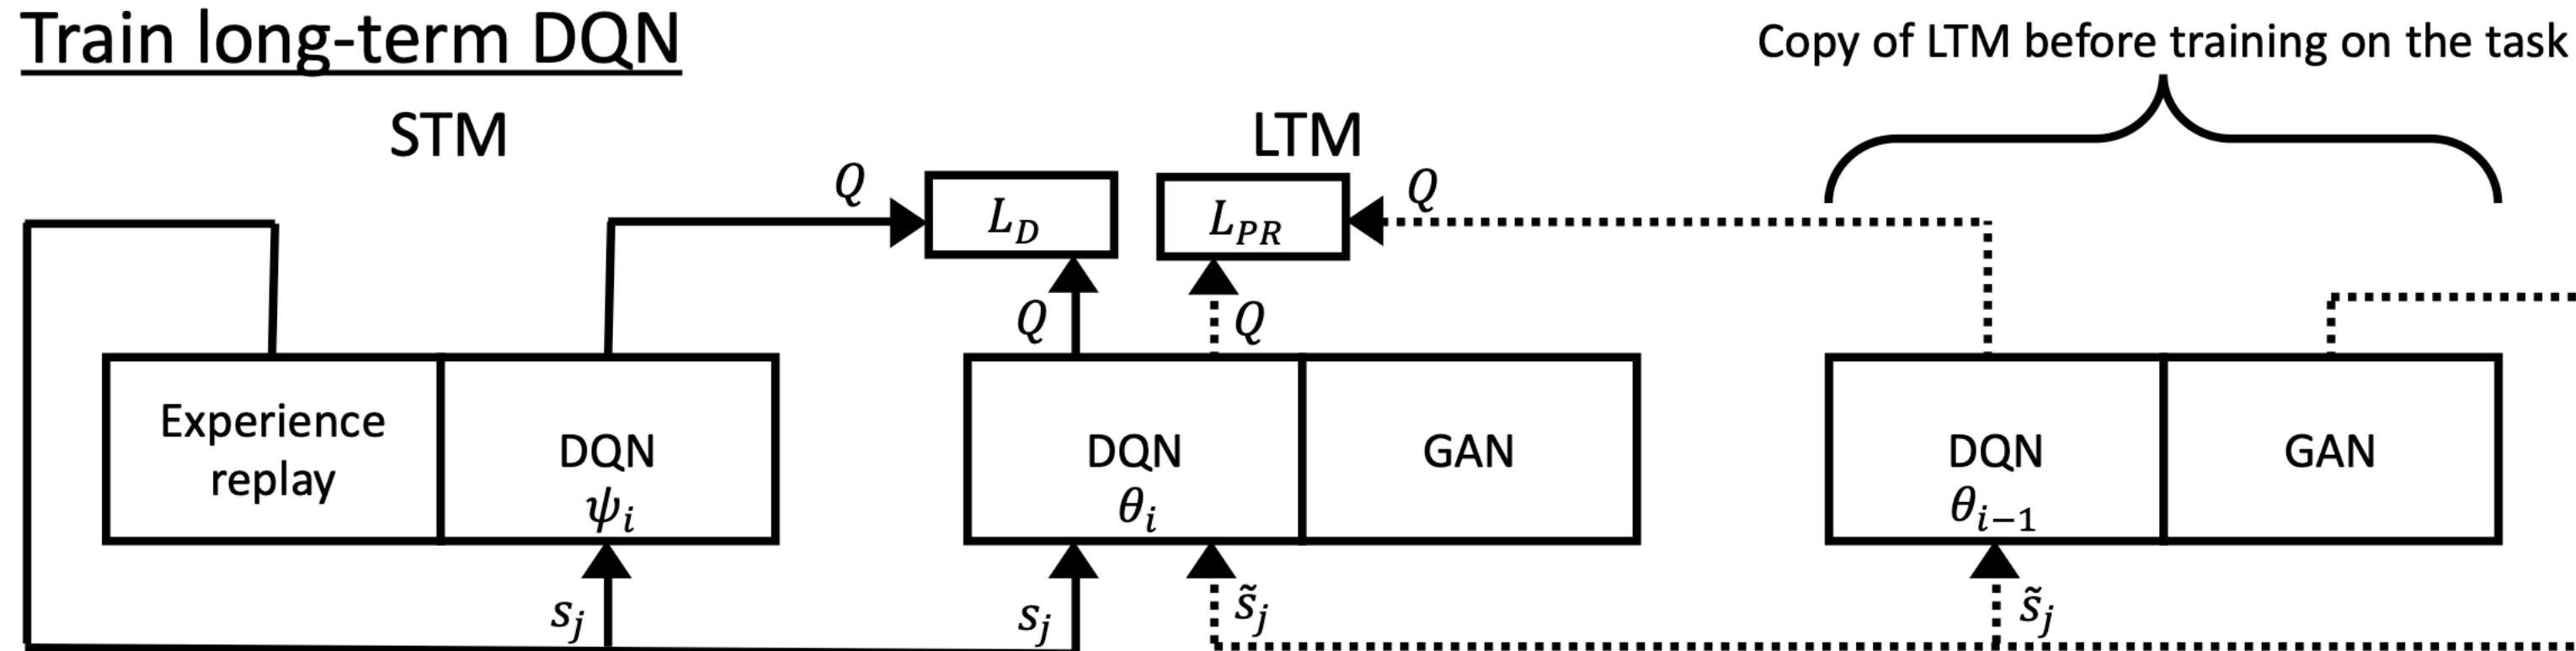 Train long-term DQN
Copy of LTM before training on the task
STM
LTM
Q
L_D
L_PR
Q
Q
Q
Experience
replay
DQN
ψ_i
DQN
θ_i
GAN
DQN
θ_{i−1}
GAN
s_j
s_j
s̃_j
s̃_j